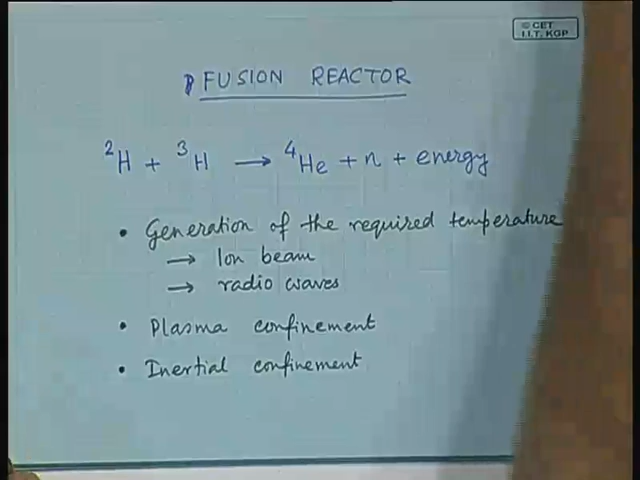 © CET
I.I.T. KGP
FUSION REACTOR
²H + ³H → ⁴He + n + energy
• Generation of the required temperature
→ Ion beam
→ radio waves
• Plasma confinement
• Inertial confinement